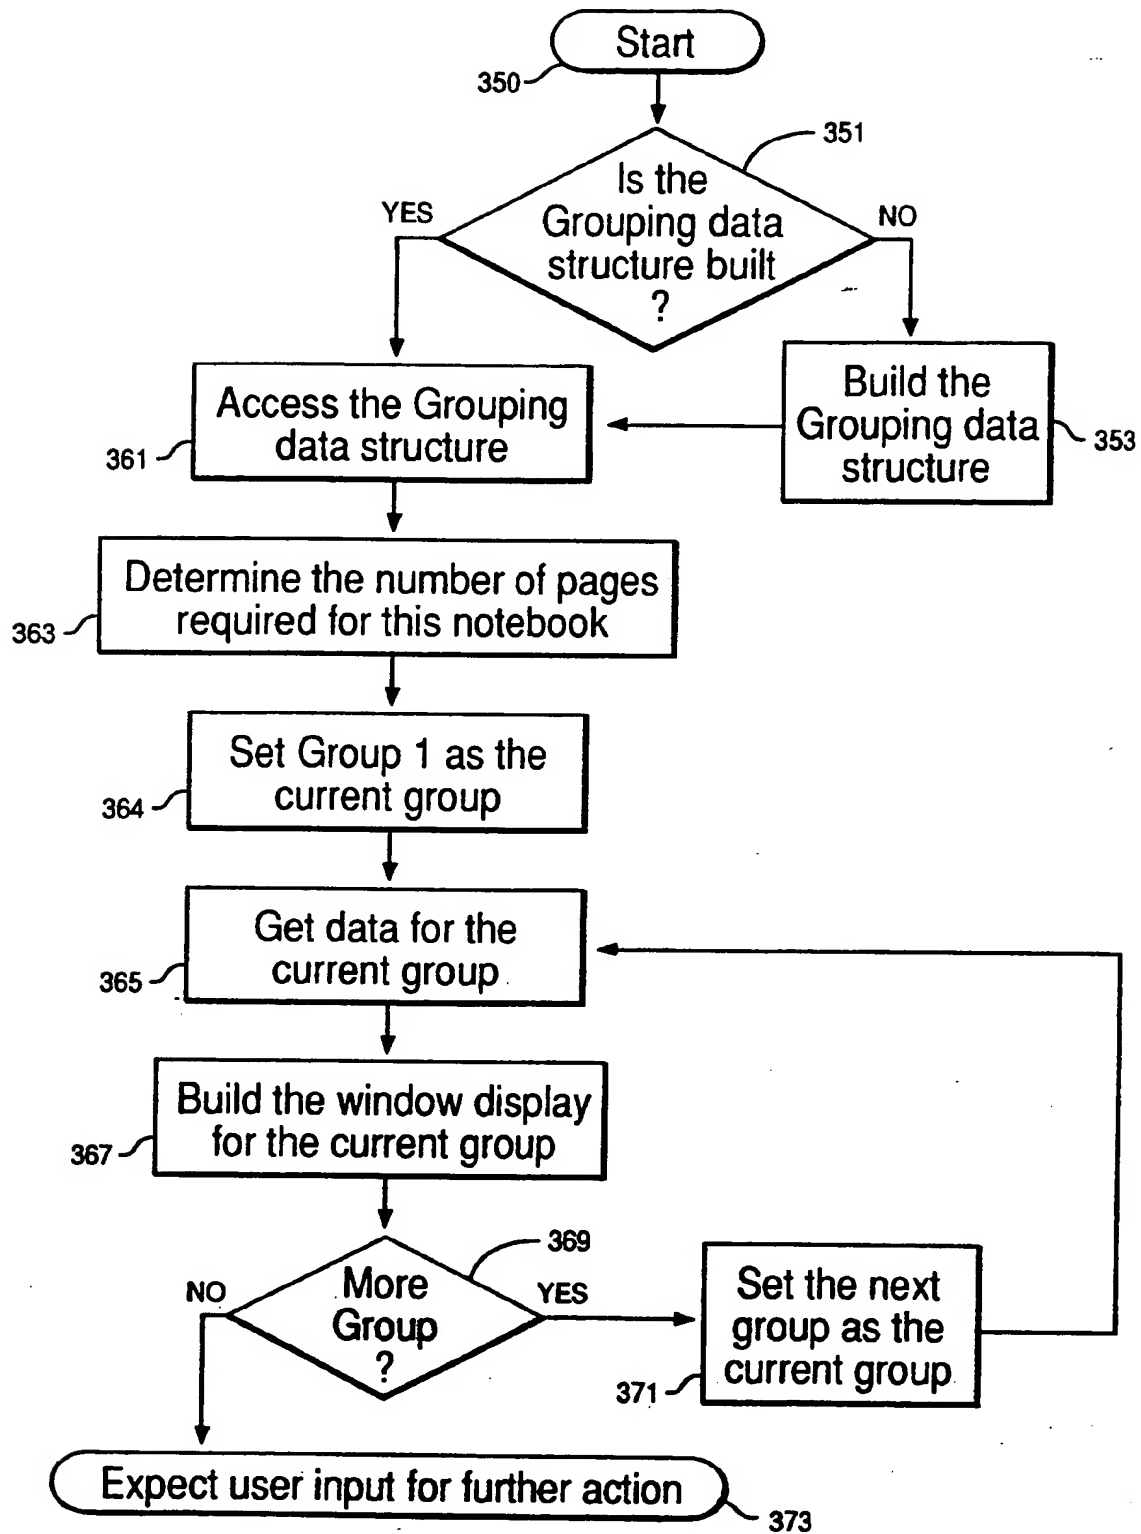 Start
350
351
Is the
Grouping data
structure built
?
YES
NO
Build the
Grouping data
structure
353
Access the Grouping
data structure
361
Determine the number of pages
required for this notebook
363
Set Group 1 as the
current group
364
Get data for the
current group
365
Build the window display
for the current group
367
369
More
Group
?
NO
YES
Set the next
group as the
current group
371
Expect user input for further action
373